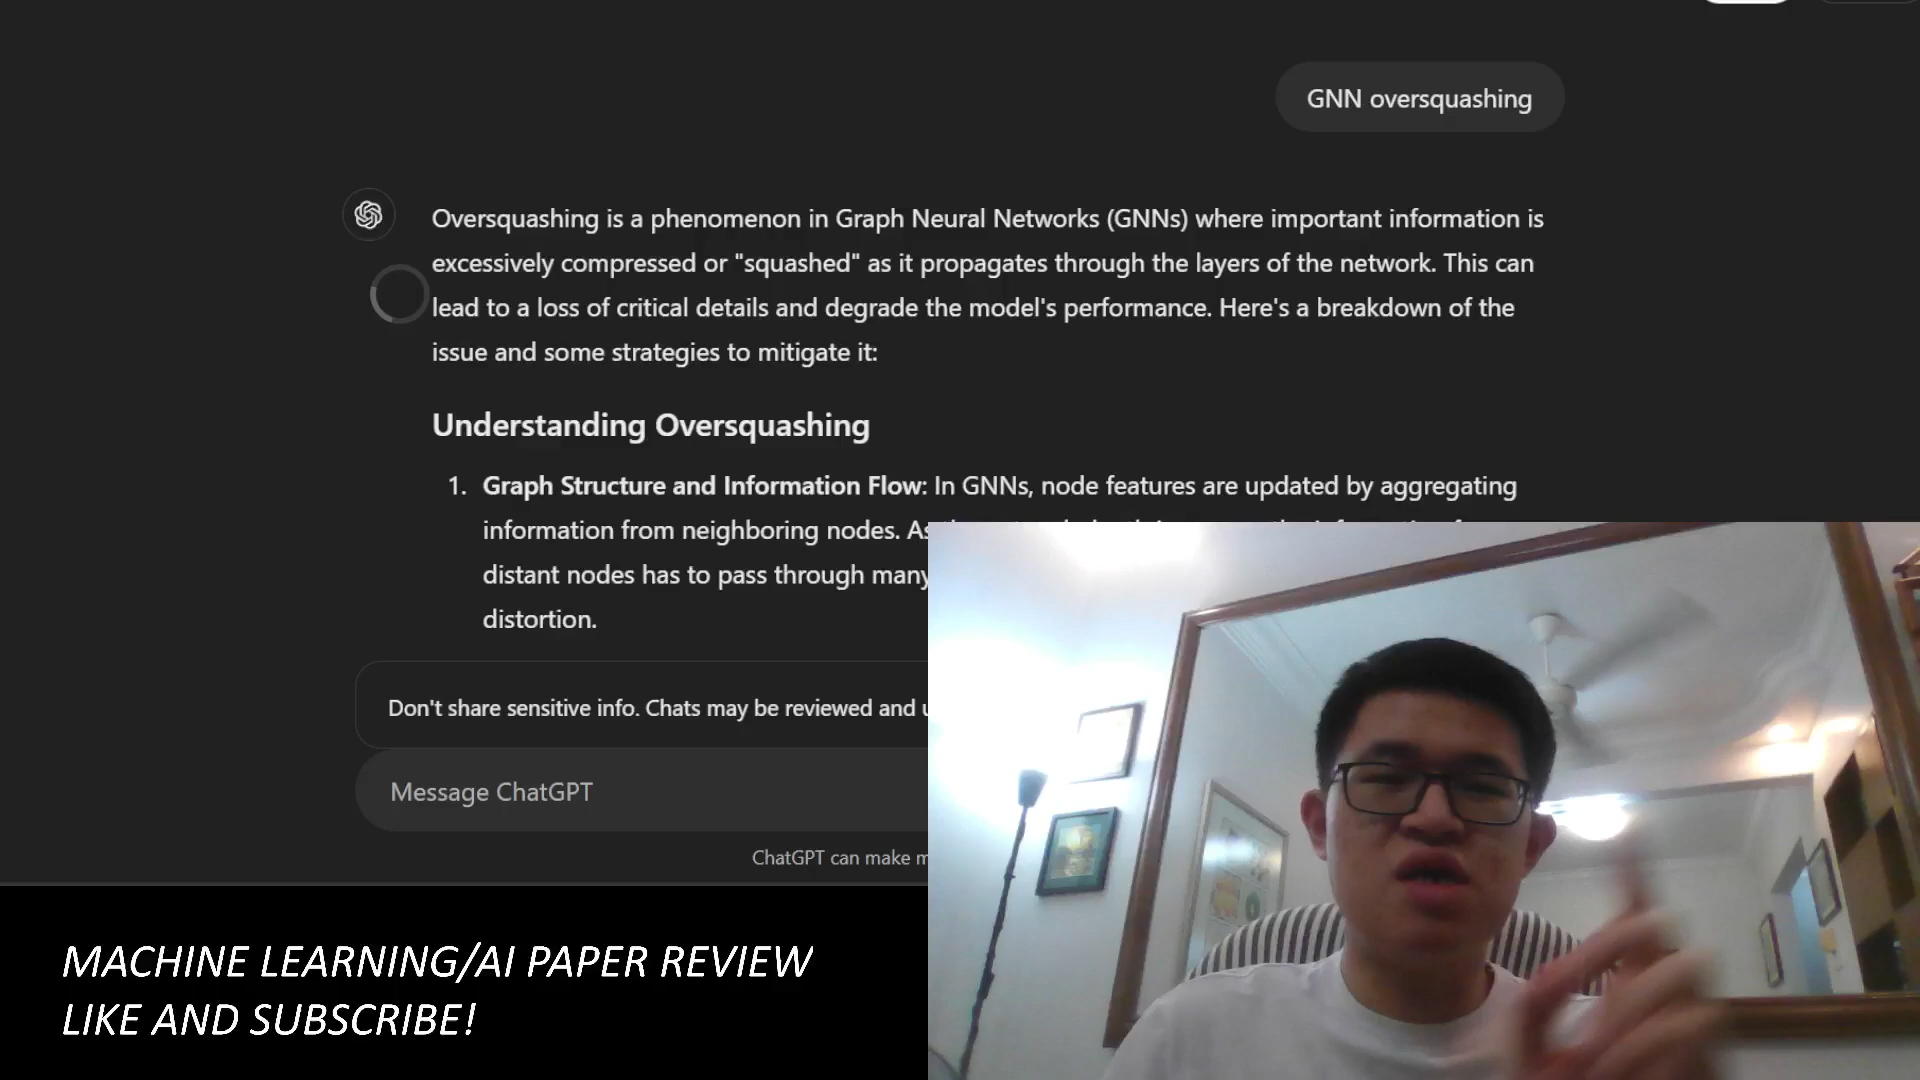 GNN oversquashing
Oversquashing is a phenomenon in Graph Neural Networks (GNNs) where important information is
excessively compressed or "squashed" as it propagates through the layers of the network. This can
lead to a loss of critical details and degrade the model's performance. Here's a breakdown of the
issue and some strategies to mitigate it:
Understanding Oversquashing
1. Graph Structure and Information Flow: In GNNs, node features are updated by aggregating
information from neighboring nodes. As
distant nodes has to pass through many
distortion.
Don't share sensitive info. Chats may be reviewed and
Message ChatGPT
ChatGPT can make
MACHINE LEARNING/AI PAPER REVIEW
LIKE AND SUBSCRIBE!